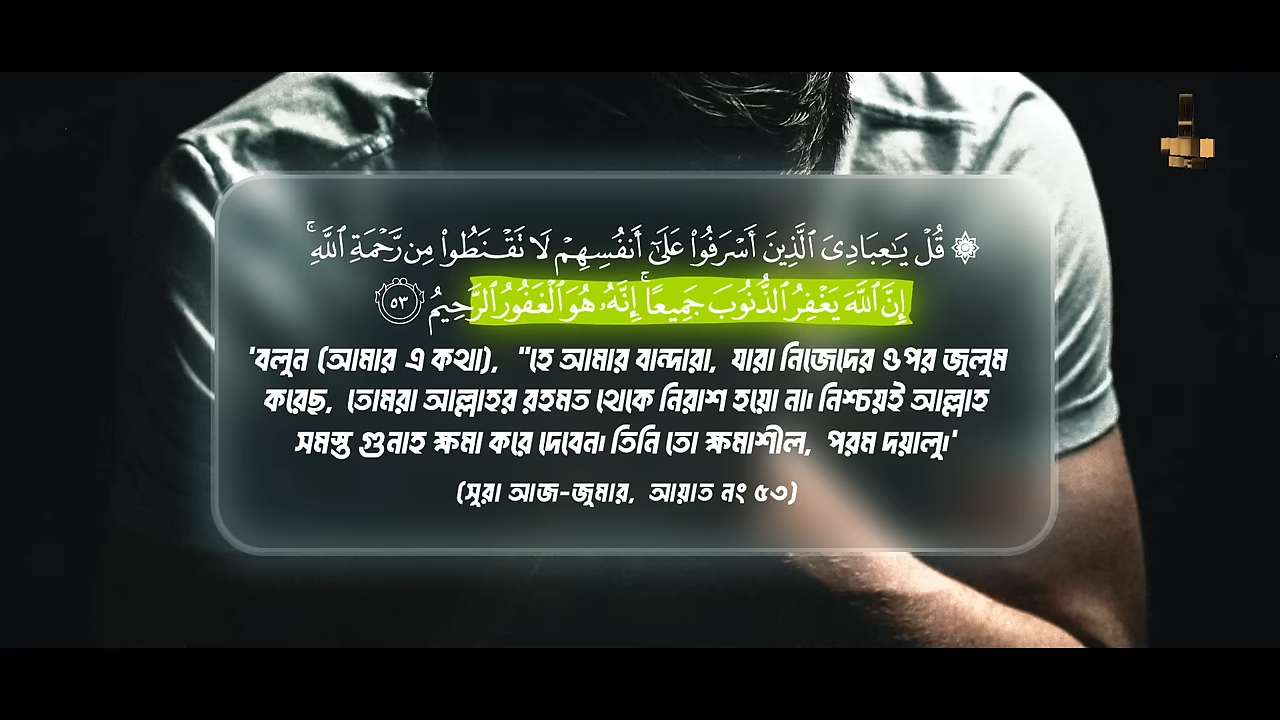 ۞ قُلْ يَـٰعِبَادِىَ ٱلَّذِينَ أَسْرَفُوا۟ عَلَىٰٓ أَنفُسِهِمْ لَا تَقْنَطُوا۟ مِن رَّحْمَةِ ٱللَّهِ ۚ
إِنَّ ٱللَّهَ يَغْفِرُ ٱلذُّنُوبَ جَمِيعًا ۚ إِنَّهُۥ هُوَ ٱلْغَفُورُ ٱلرَّحِيمُ ٥٣
'বলুন (আমার এ কথা), "হে আমার বান্দারা, যারা নিজেদের ওপর জুলুম
করেছ, তোমরা আল্লাহর রহমত থেকে নিরাশ হয়ো না। নিশ্চয়ই আল্লাহ
সমস্ত গুনাহ ক্ষমা করে দেবেন। তিনি তো ক্ষমাশীল, পরম দয়ালু।'
(সুরা আজ-জুমার, আয়াত নং ৫৩)